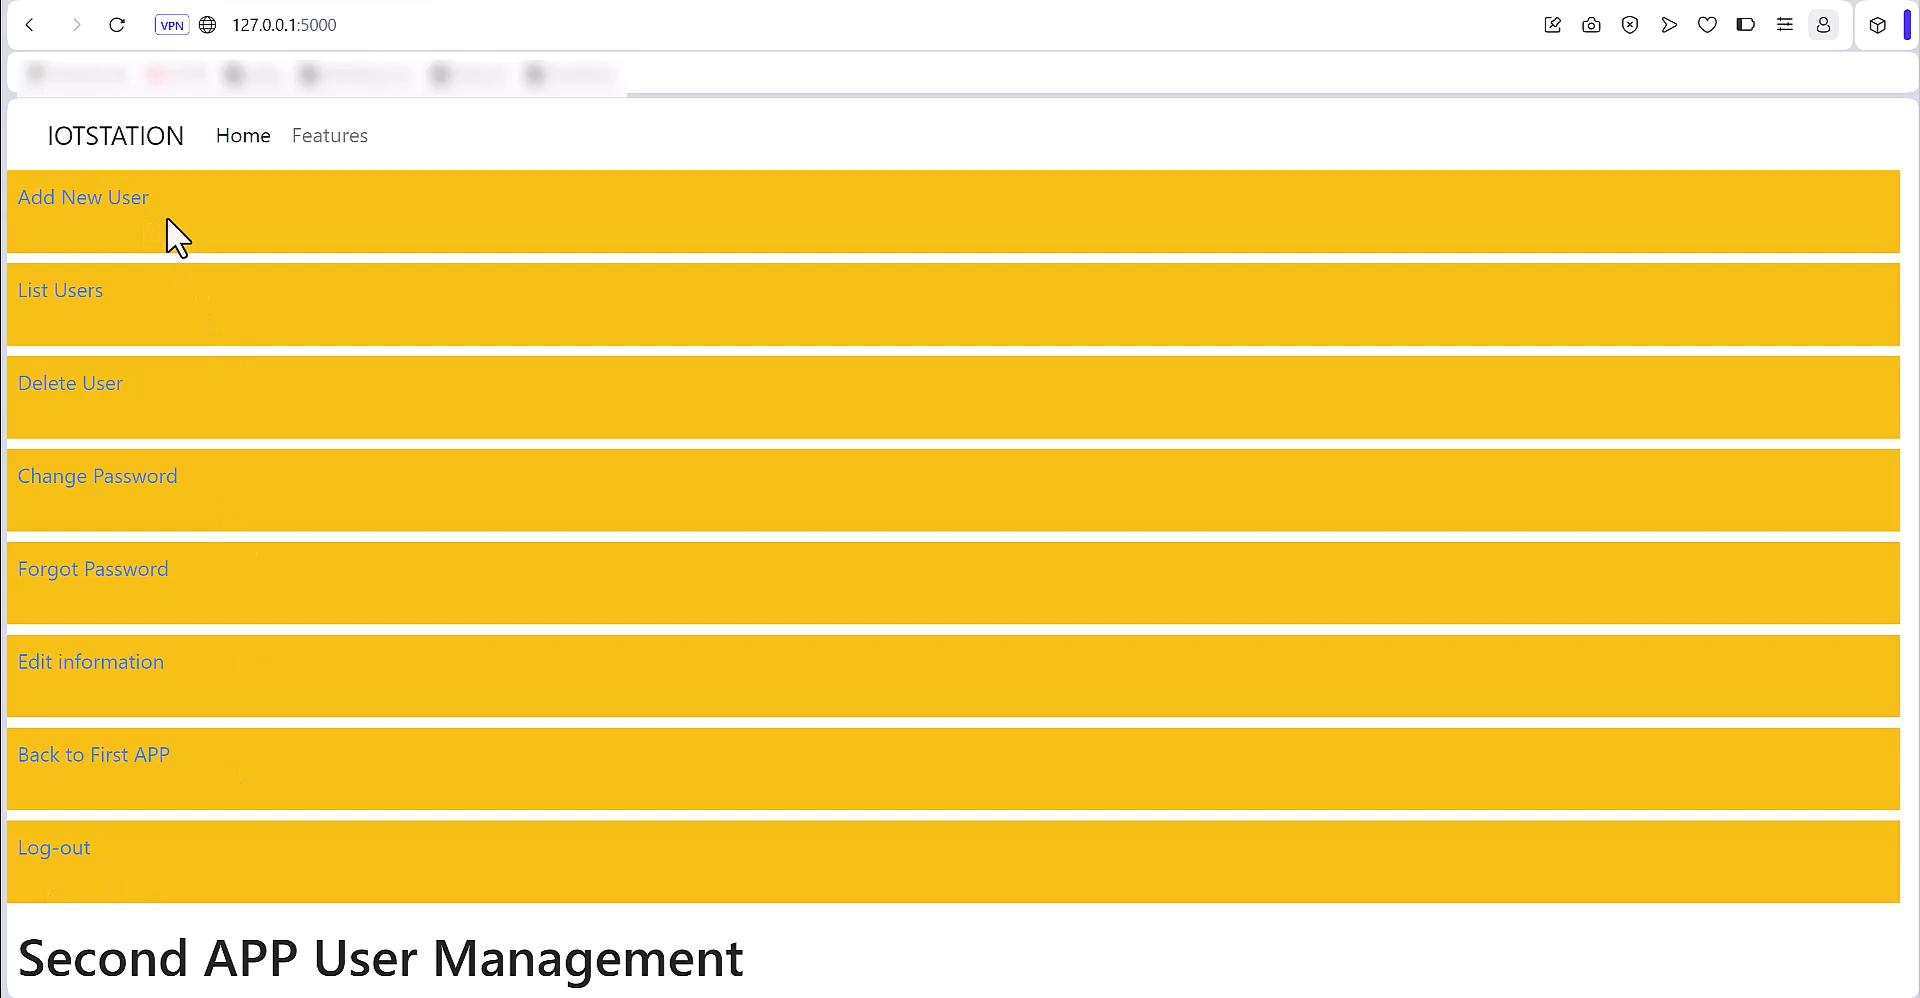 VPN 127.0.0.1:5000
IOTSTATION Home Features
Add New User
List Users
Delete User
Change Password
Forgot Password
Edit information
Back to First APP
Log-out
Second APP User Management